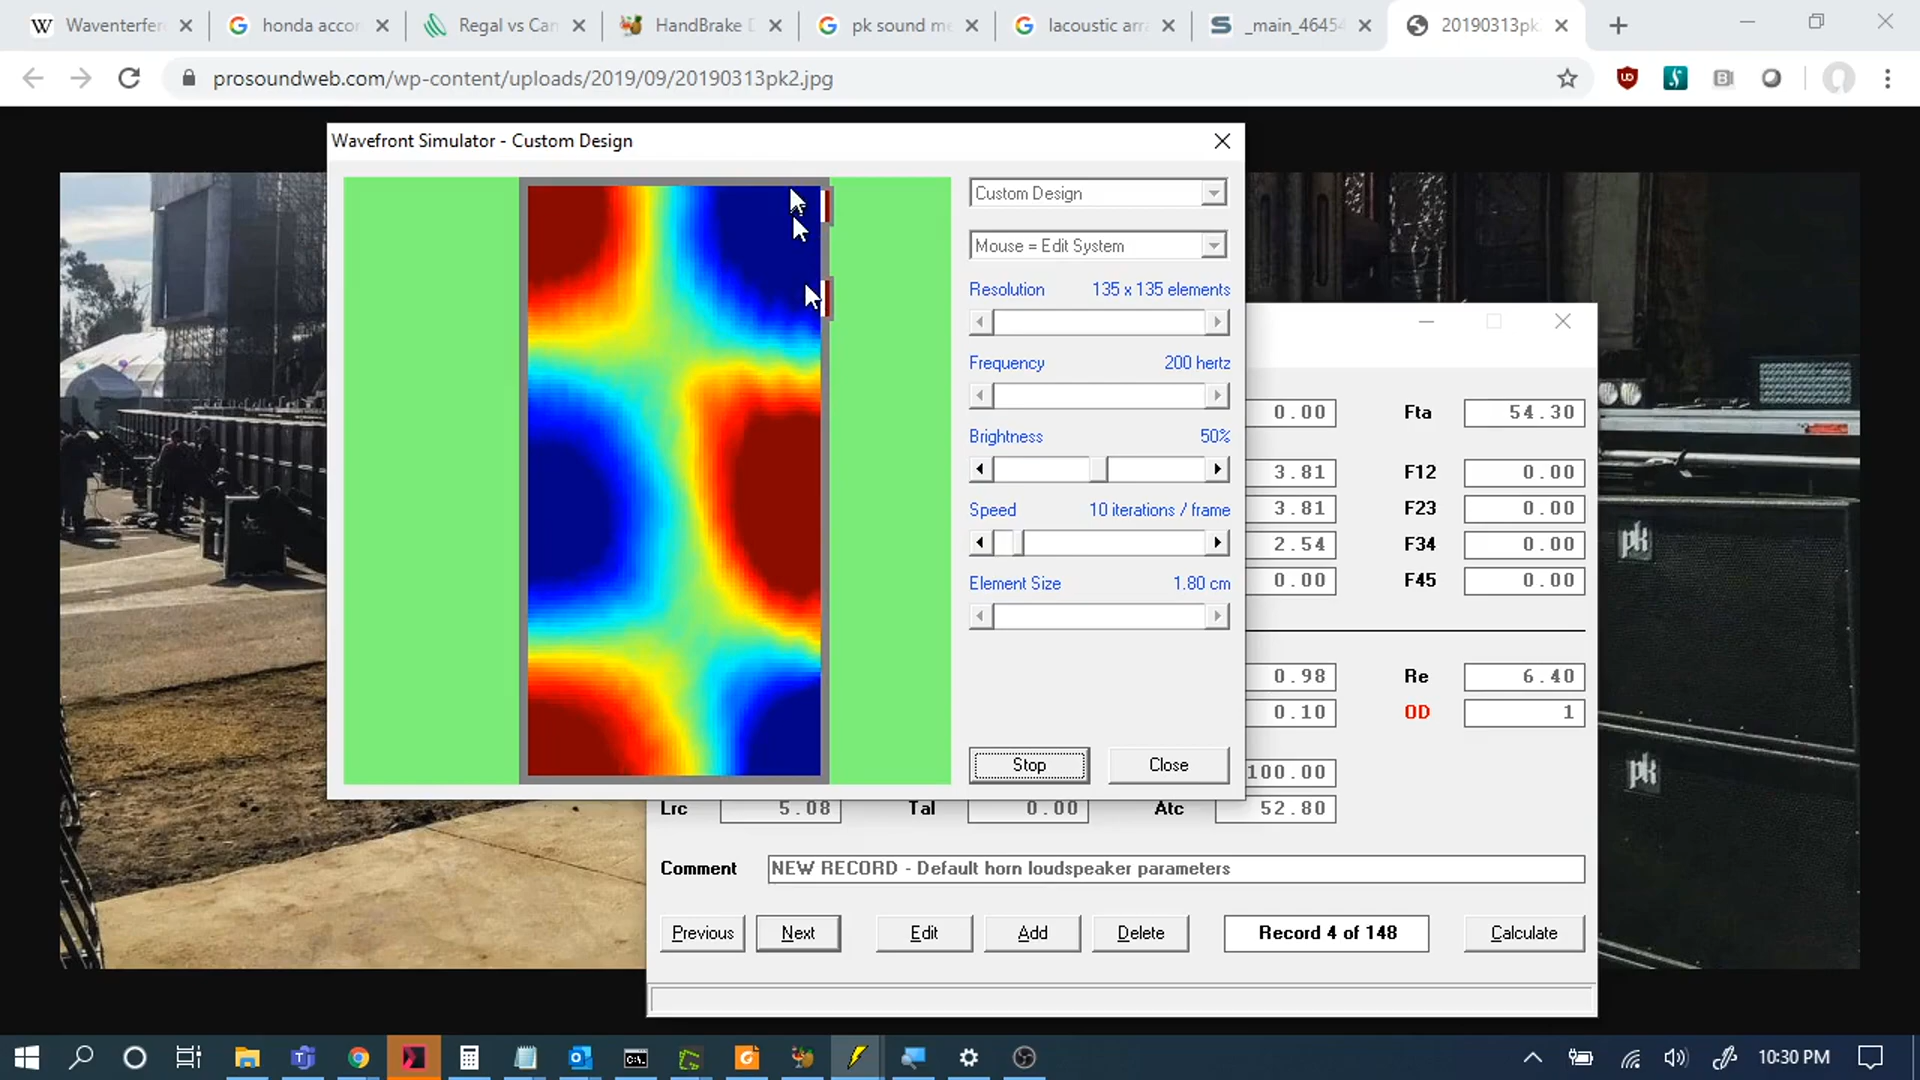 Waventerfere
honda accor
Regal vs Can
HandBrake D
pk sound me
lacoustic arra
_main_46454
20190313pk
prosoundweb.com/wp-content/uploads/2019/09/20190313pk2.jpg
Wavefront Simulator - Custom Design
Custom Design
Mouse = Edit System
Resolution 135 x 135 elements
Frequency 200 hertz
Brightness 50%
Speed 10 iterations / frame
Element Size 1.80 cm
Stop Close
0.00 Fta 54.30
3.81 F12 0.00
3.81 F23 0.00
2.54 F34 0.00
0.00 F45 0.00
0.98 Re 6.40
0.10 OD 1
100.00
Lrc 5.08 Tal 0.00 Atc 52.80
Comment NEW RECORD - Default horn loudspeaker parameters
Previous Next Edit Add Delete Record 4 of 148 Calculate
pk
pk
10:30 PM